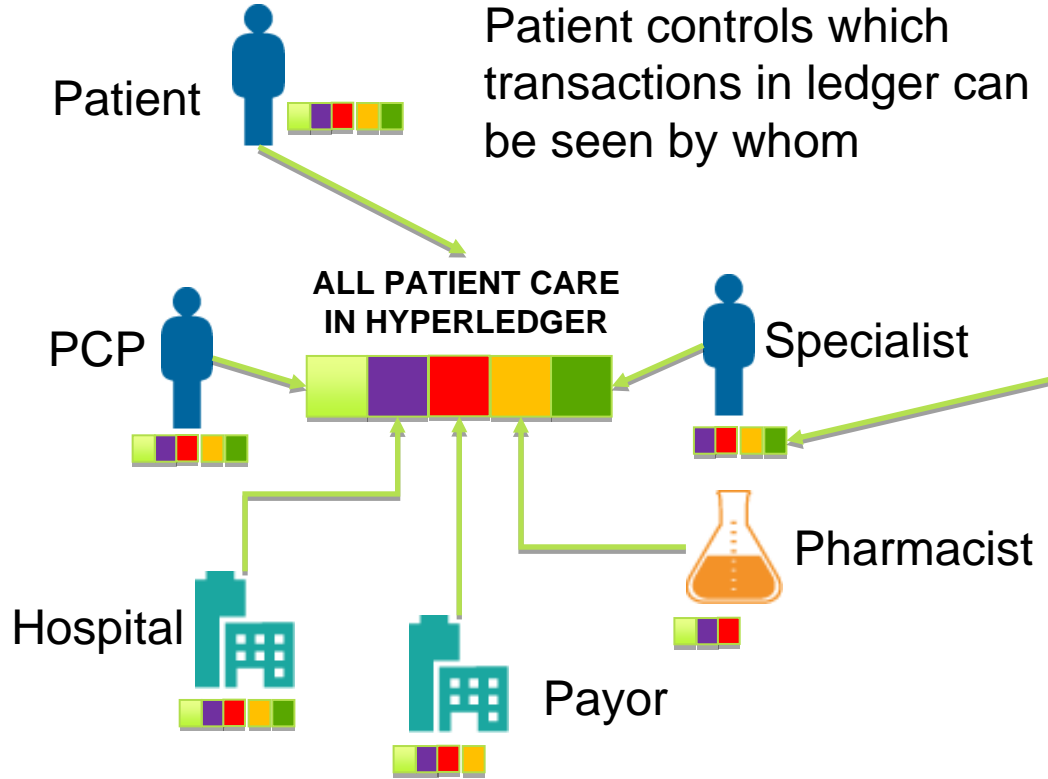 Patient controls which
transactions in ledger can
be seen by whom
Patient
ALL PATIENT CARE
IN HYPERLEDGER
PCP
Specialist
Pharmacist
Hospital
Payor